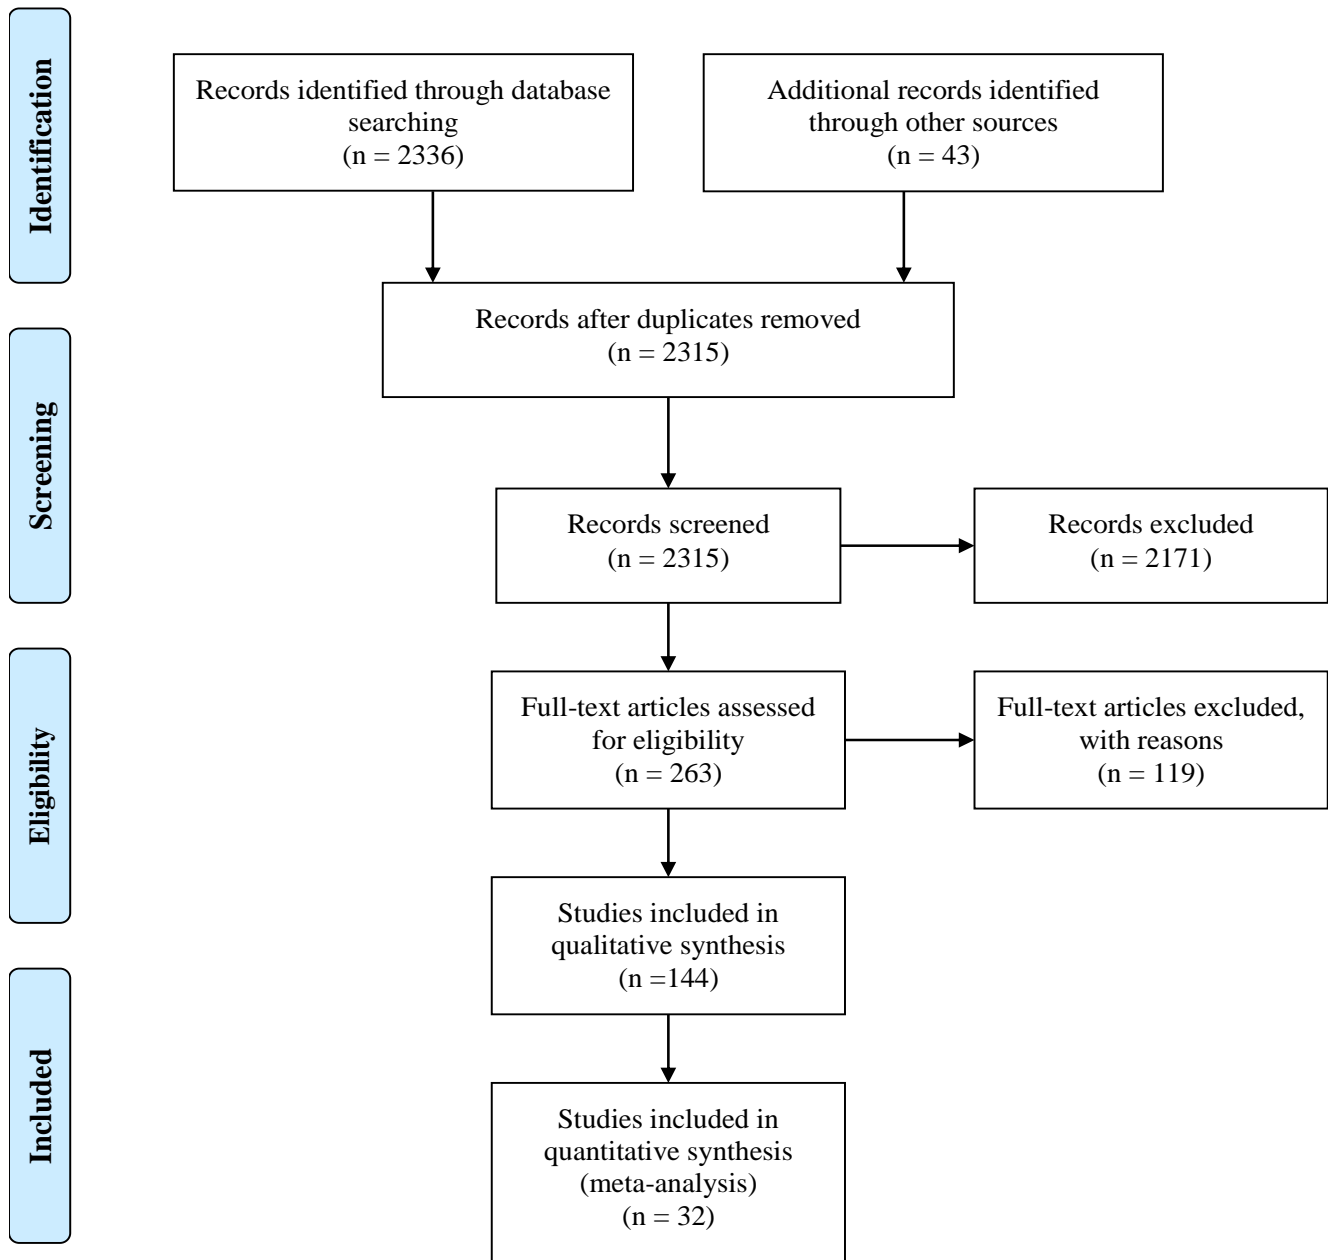 Identification
Records identified through database
searching
(n = 2336)
Additional records identified
through other sources
(n = 43)
Records after duplicates removed
(n = 2315)
Screening
Records screened
(n = 2315)
Records excluded
(n = 2171)
Eligibility
Full-text articles assessed
for eligibility
(n = 263)
Full-text articles excluded,
with reasons
(n = 119)
Studies included in
qualitative synthesis
(n =144)
Included
Studies included in
quantitative synthesis
(meta-analysis)
(n = 32)